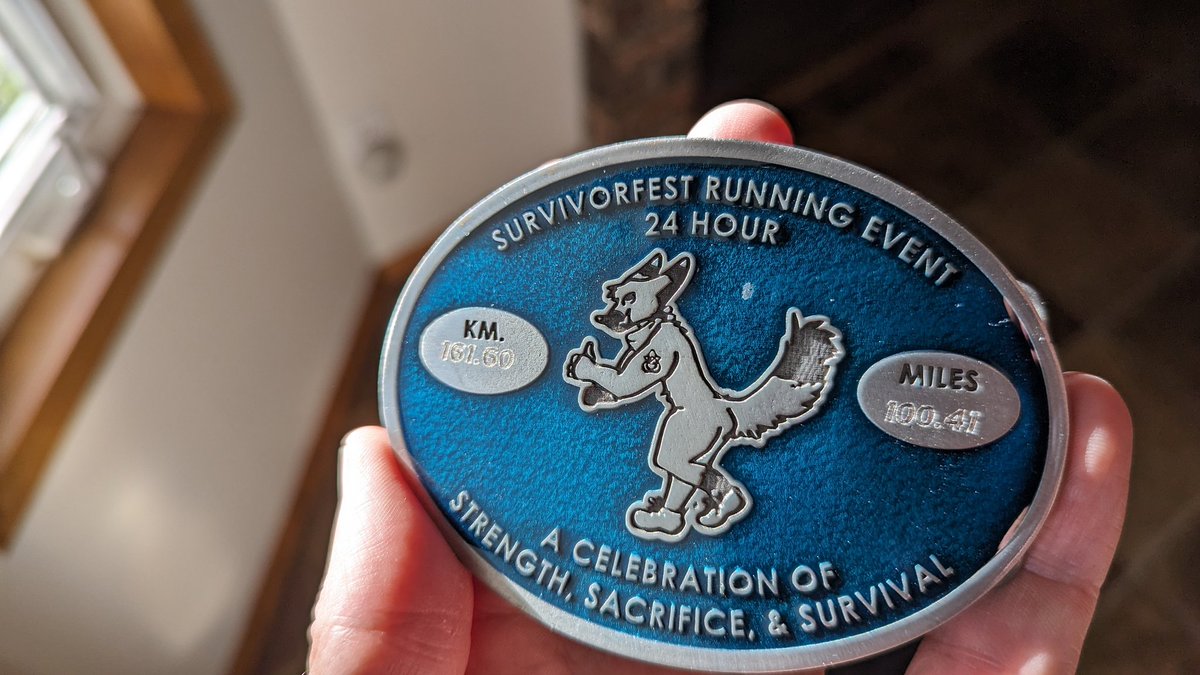 SURVIVORFEST RUNNING EVENT
24 HOUR
KM.
161.60
MILES
100.41
A CELEBRATION OF
STRENGTH, SACRIFICE, & SURVIVAL